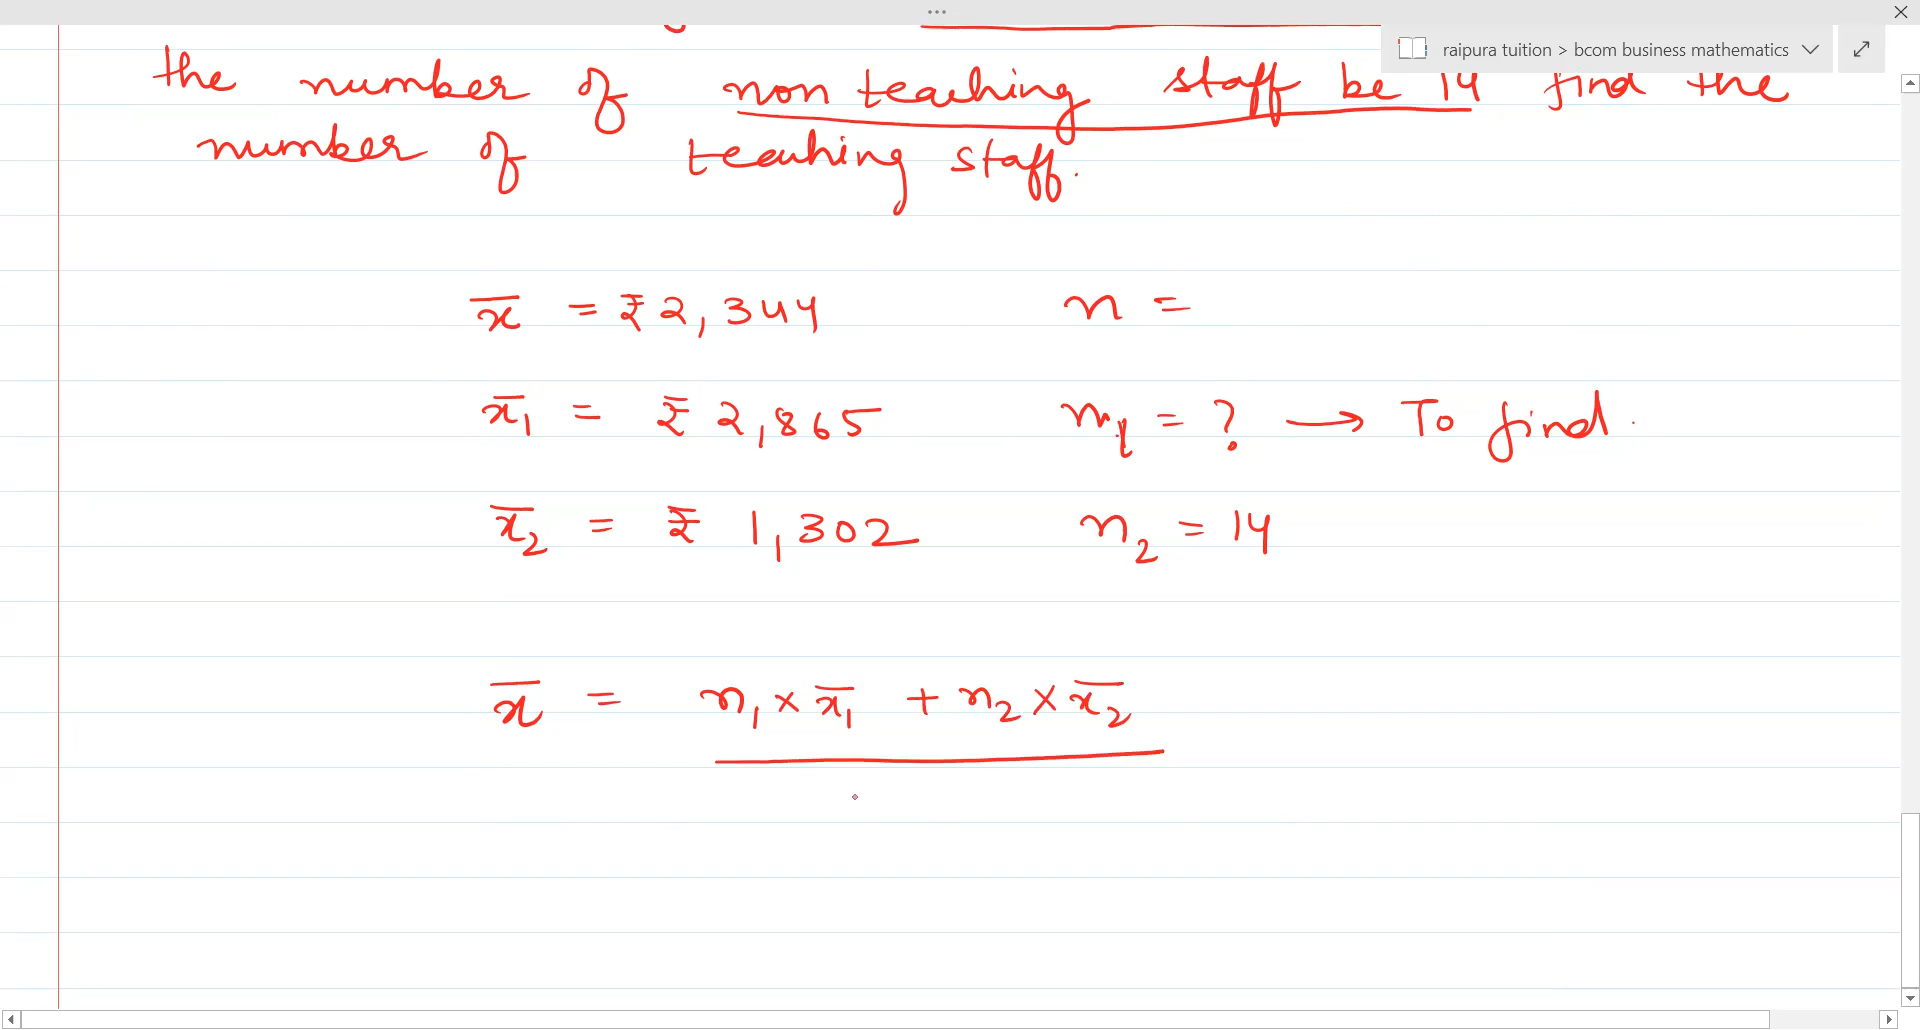 raipura tuition > bcom business mathematics
the number of non teaching staff be 14 find the
number of teaching staff.
x̅ = ₹ 2,344 n =
x̅₁ = ₹ 2,865 n₁ = ? → To find.
x̅₂ = ₹ 1,302 n₂ = 14
x̅ = n₁ × x̅₁ + n₂ × x̅₂